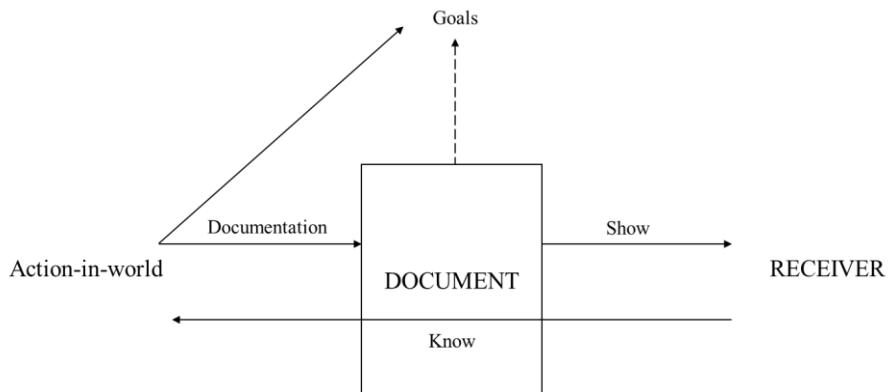 Goals
Documentation
Show
Action-in-world
DOCUMENT
RECEIVER
Know